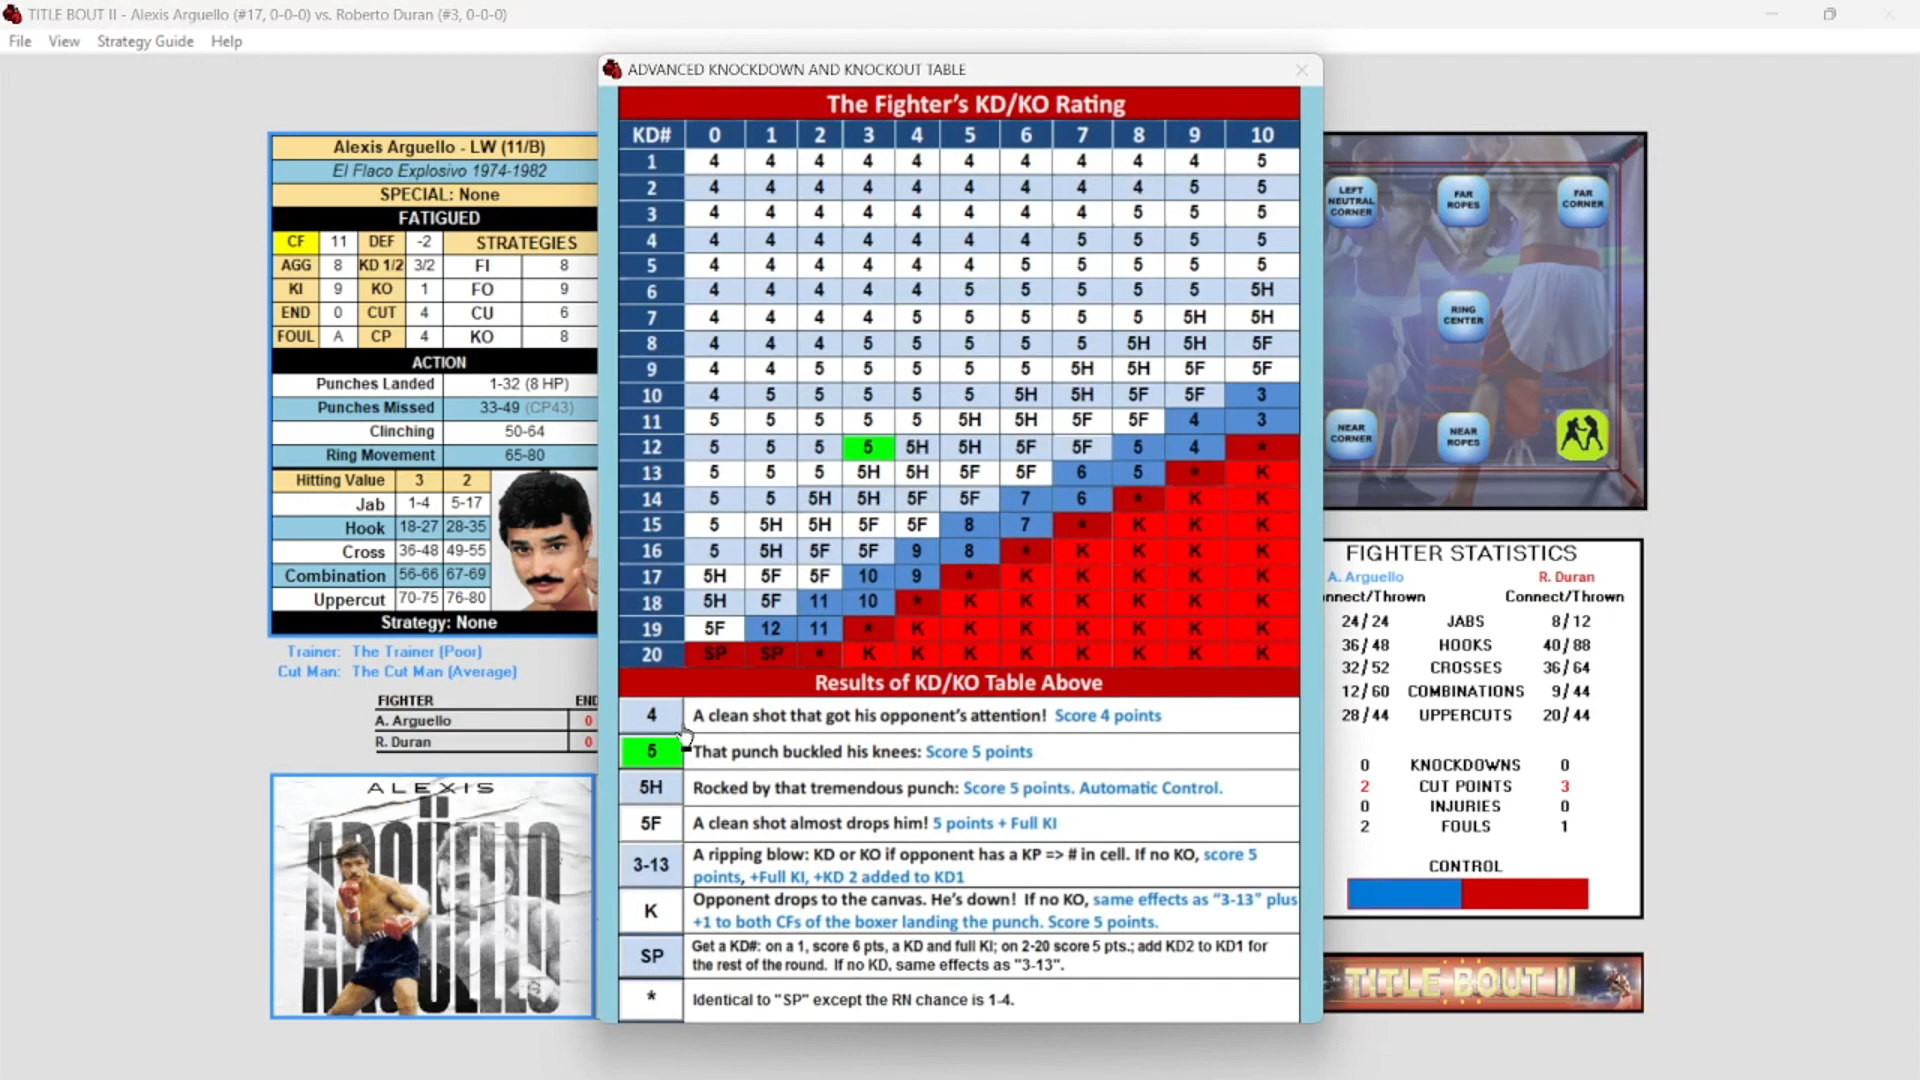 TITLE BOUT II - Alexis Arguello (#17, 0-0-0) vs. Roberto Duran (#3, 0-0-0)
File View Strategy Guide Help
ADVANCED KNOCKDOWN AND KNOCKOUT TABLE
The Fighter's KD/KO Rating
KD# 0 1 2 3 4 5 6 7 8 9 10
1 4 4 4 4 4 4 4 4 4 4 5
2 4 4 4 4 4 4 4 4 4 5 5
3 4 4 4 4 4 4 4 4 5 5 5
4 4 4 4 4 4 4 4 5 5 5 5
5 4 4 4 4 4 4 5 5 5 5 5
6 4 4 4 4 4 5 5 5 5 5 5H
7 4 4 4 4 5 5 5 5 5 5H 5H
8 4 4 4 5 5 5 5 5 5H 5H 5F
9 4 4 5 5 5 5 5 5H 5H 5F 5F
10 4 5 5 5 5 5 5H 5H 5F 5F 3
11 5 5 5 5 5 5H 5H 5F 5F 4 3
12 5 5 5 5 5H 5H 5F 5F 5 4 *
13 5 5 5 5H 5H 5F 5F 6 5 * K
14 5 5 5H 5H 5F 5F 7 6 * K K
15 5 5H 5H 5F 5F 8 7 * K K K
16 5 5H 5F 5F 9 8 * K K K K
17 5H 5F 5F 10 9 * K K K K K
18 5H 5F 11 10 * K K K K K K
19 5F 12 11 * K K K K K K K
20 SP SP * K K K K K K K K
Results of KD/KO Table Above
4 A clean shot that got his opponent's attention! Score 4 points
5 That punch buckled his knees: Score 5 points
5H Rocked by that tremendous punch: Score 5 points. Automatic Control.
5F A clean shot almost drops him! 5 points + Full KI
3-13 A ripping blow: KD or KO if opponent has a KP => # in cell. If no KO, score 5
points, +Full KI, +KD 2 added to KD1
K Opponent drops to the canvas. He's down! If no KO, same effects as "3-13" plus
+1 to both CFs of the boxer landing the punch. Score 5 points.
SP Get a KD#: on a 1, score 6 pts, a KD and full KI; on 2-20 score 5 pts.; add KD2 to KD1 for
the rest of the round. If no KD, same effects as "3-13".
* Identical to "SP" except the RN chance is 1-4.
Alexis Arguello - LW (11/B)
El Flaco Explosivo 1974-1982
SPECIAL: None
FATIGUED
CF 11 DEF -2 STRATEGIES
AGG 8 KD 1/2 3/2 FI 8
KI 9 KO 1 FO 9
END 0 CUT 4 CU 6
FOUL A CP 4 KO 8
ACTION
Punches Landed 1-32 (8 HP)
Punches Missed 33-49 (CP43)
Clinching 50-64
Ring Movement 65-80
Hitting Value 3 2
Jab 1-4 5-17
Hook 18-27 28-35
Cross 36-48 49-55
Combination 56-66 67-69
Uppercut 70-75 76-80
Strategy: None
Trainer: The Trainer (Poor)
Cut Man: The Cut Man (Average)
FIGHTER END
A. Arguello 0
R. Duran 0
ALEXIS
ARGÜELLO
LEFT
NEUTRAL
CORNER
FAR
ROPES
FAR
CORNER
RING
CENTER
NEAR
CORNER
NEAR
ROPES
FIGHTER STATISTICS
A. Arguello R. Duran
nnect/Thrown Connect/Thrown
24/24 JABS 8/12
36/48 HOOKS 40/88
32/52 CROSSES 36/64
12/60 COMBINATIONS 9/44
28/44 UPPERCUTS 20/44
0 KNOCKDOWNS 0
2 CUT POINTS 3
0 INJURIES 0
2 FOULS 1
CONTROL
TITLE BOUT II